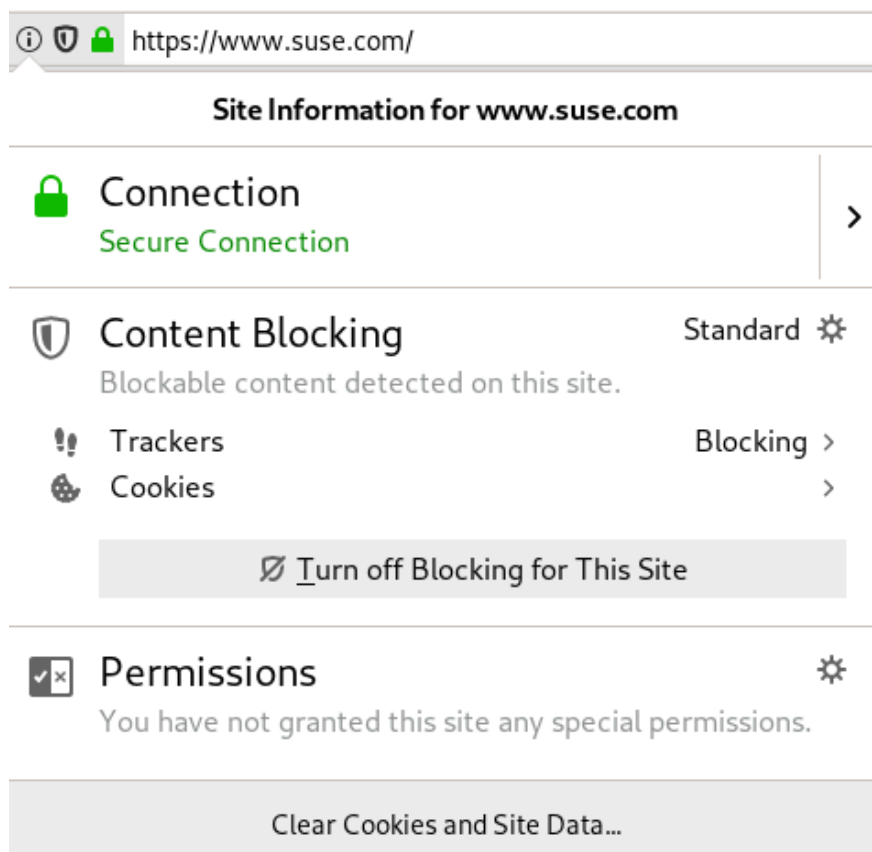 https://www.suse.com/
Site Information for www.suse.com
Connection
Secure Connection
Content Blocking Standard
Blockable content detected on this site.
Trackers Blocking
Cookies
Turn off Blocking for This Site
Permissions
You have not granted this site any special permissions.
Clear Cookies and Site Data...